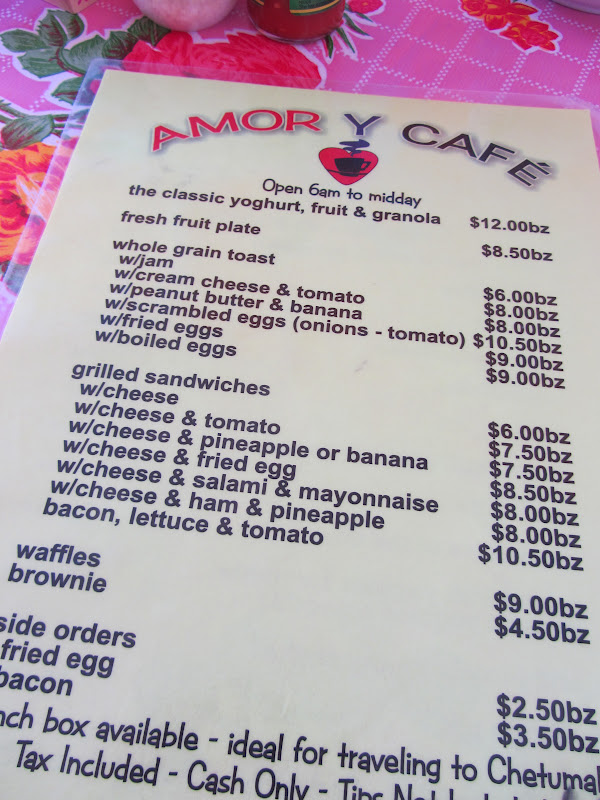 AMOR Y CAFÉ
Open 6am to midday
the classic yoghurt, fruit & granola $12.00bz
fresh fruit plate $8.50bz
whole grain toast
w/jam $6.00bz
w/cream cheese & tomato $8.00bz
w/peanut butter & banana $8.00bz
w/scrambled eggs (onions - tomato) $10.50bz
w/fried eggs $9.00bz
w/boiled eggs $9.00bz
grilled sandwiches
w/cheese $6.00bz
w/cheese & tomato $7.50bz
w/cheese & pineapple or banana $7.50bz
w/cheese & fried egg $8.50bz
w/cheese & salami & mayonnaise $8.00bz
w/cheese & ham & pineapple $8.00bz
bacon, lettuce & tomato $10.50bz
waffles $9.00bz
brownie $4.50bz
side orders
fried egg $2.50bz
bacon $3.50bz
nch box available - ideal for traveling to Chetumal
Tax Included - Cash Only - Tips Not